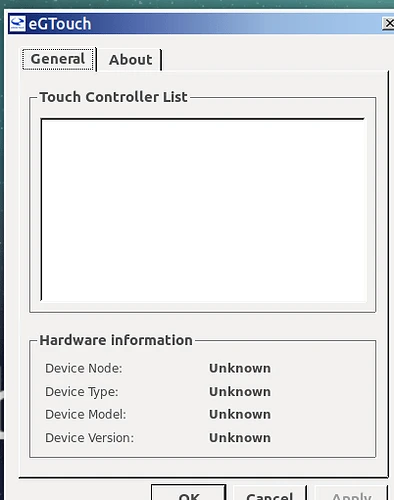 eGTouch
General About
Touch Controller List
Hardware information
Device Node: Unknown
Device Type: Unknown
Device Model: Unknown
Device Version: Unknown
OK Cancel Apply